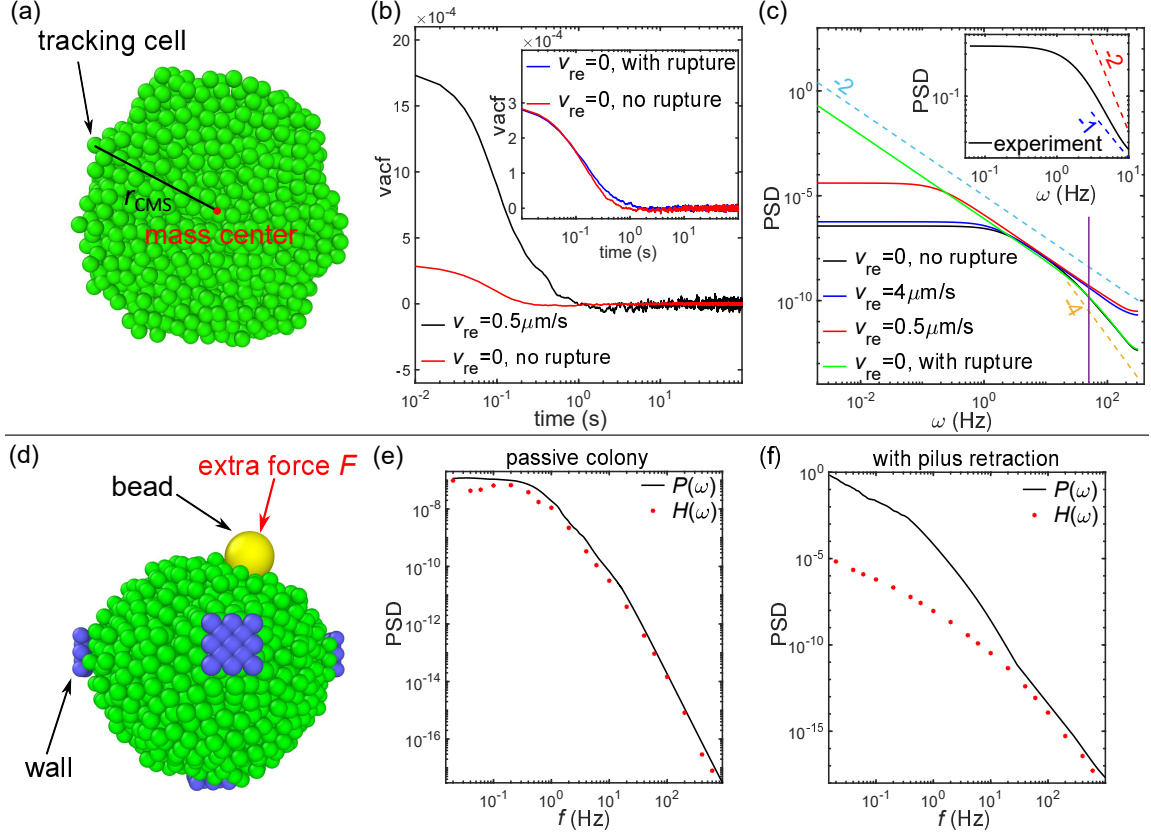 (a)
tracking cell
r_CMS
mass center
(b)
×10^-4
20
15
10
5
0
-5
vacf
10^-2
10^-1
10^0
10^1
time (s)
v_re=0.5μm/s
v_re=0, no rupture
×10^-4
3
2
1
0
vacf
v_re=0, with rupture
v_re=0, no rupture
10^-1
10^0
10^1
time (s)
(c)
10^0
10^-5
10^-10
PSD
-2
-4
v_re=0, no rupture
v_re=4μm/s
v_re=0.5μm/s
v_re=0, with rupture
10^-2
10^0
10^2
ω (Hz)
PSD
10^-1
-2
-1
experiment
10^-1
10^0
10^1
ω (Hz)
(d)
extra force F
bead
wall
(e)
passive colony
P(ω)
H(ω)
10^-8
10^-10
10^-12
10^-14
10^-16
PSD
10^-1
10^0
10^1
10^2
f (Hz)
(f)
with pilus retraction
P(ω)
H(ω)
10^0
10^-5
10^-10
10^-15
PSD
10^-1
10^0
10^1
10^2
f (Hz)